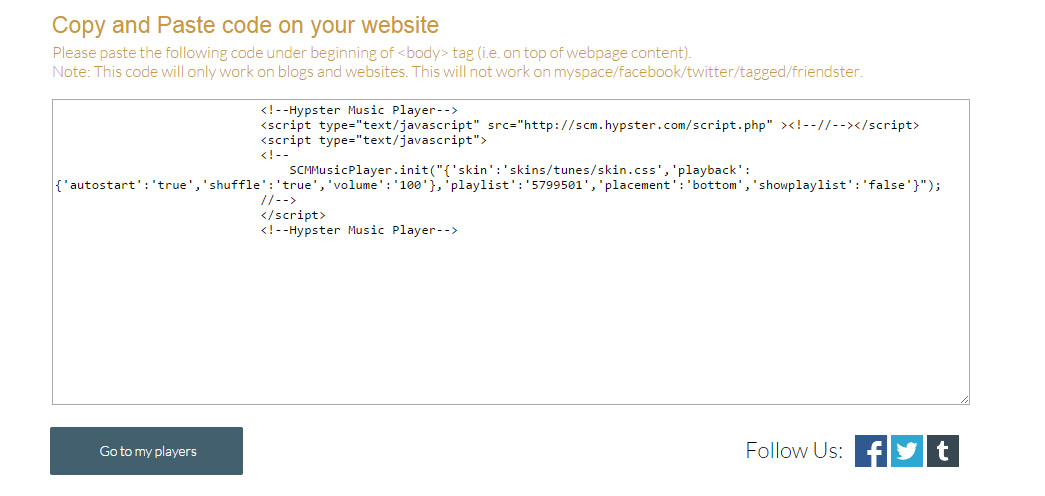 Copy and Paste code on your website
Please paste the following code under beginning of <body> tag (i.e. on top of webpage content).
Note: This code will only work on blogs and websites. This will not work on myspace/facebook/twitter/tagged/friendster.
<!--Hypster Music Player-->
<script type="text/javascript" src="http://scm.hypster.com/script.php" ><!--//--></script>
<script type="text/javascript">
<!--
SCMMusicPlayer.init("{'skin':'skins/tunes/skin.css','playback':
{'autostart':'true','shuffle':'true','volume':'100'},'playlist':'5799501','placement':'bottom','showplaylist':'false'}");
//-->
</script>
<!--Hypster Music Player-->
Go to my players
Follow Us: